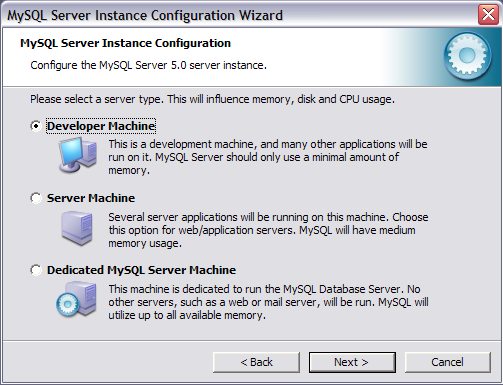 MySQL Server Instance Configuration Wizard
MySQL Server Instance Configuration
Configure the MySQL Server 5.0 server instance.
Please select a server type. This will influence memory, disk and CPU usage.
Developer Machine
This is a development machine, and many other applications will be
run on it. MySQL Server should only use a minimal amount of
memory.
Server Machine
Several server applications will be running on this machine. Choose
this option for web/application servers. MySQL will have medium
memory usage.
Dedicated MySQL Server Machine
This machine is dedicated to run the MySQL Database Server. No
other servers, such as a web or mail server, will be run. MySQL will
utilize up to all available memory.
< Back
Next >
Cancel